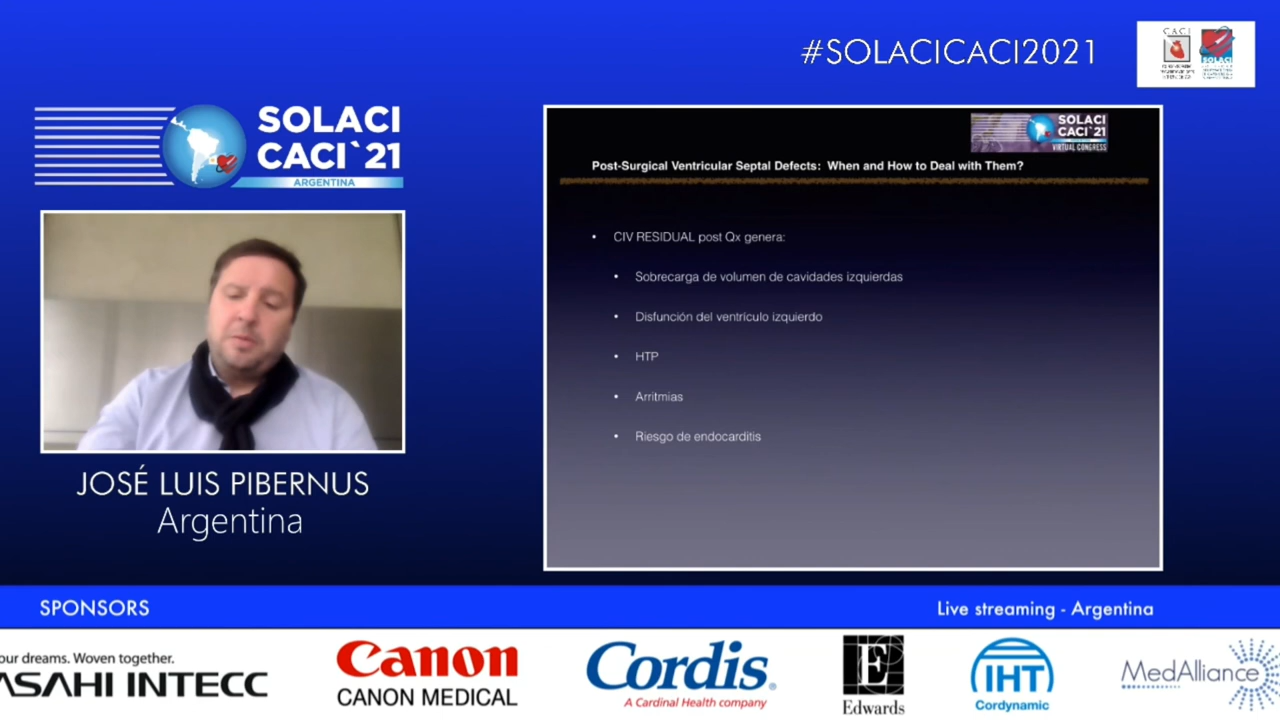 #SOLACICACI2021
C.A.C.I
SOLACI
SOLACI
CACI`21
ARGENTINA
SOLACI
CACI`21
VIRTUAL CONGRESS
Post-Surgical Ventricular Septal Defects: When and How to Deal with Them?
• CIV RESIDUAL post Qx genera:
• Sobrecarga de volumen de cavidades izquierdas
• Disfunción del ventrículo izquierdo
• HTP
• Arritmias
• Riesgo de endocarditis
JOSÉ LUIS PIBERNUS
Argentina
SPONSORS
Live streaming - Argentina
our dreams. Woven together.
ASAHI INTECC
Canon
CANON MEDICAL
Cordis®
A Cardinal Health company
E
Edwards
IHT
Cordynamic
MedAlliance